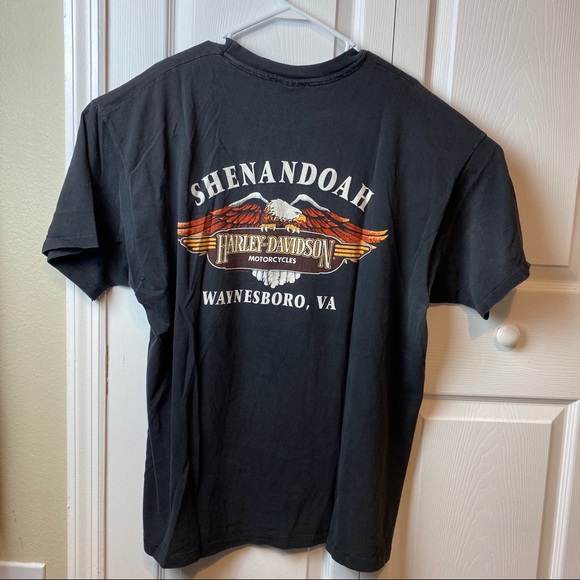 SHENANDOAH
HARLEY-DAVIDSON
MOTORCYCLES
WAYNESBORO, VA